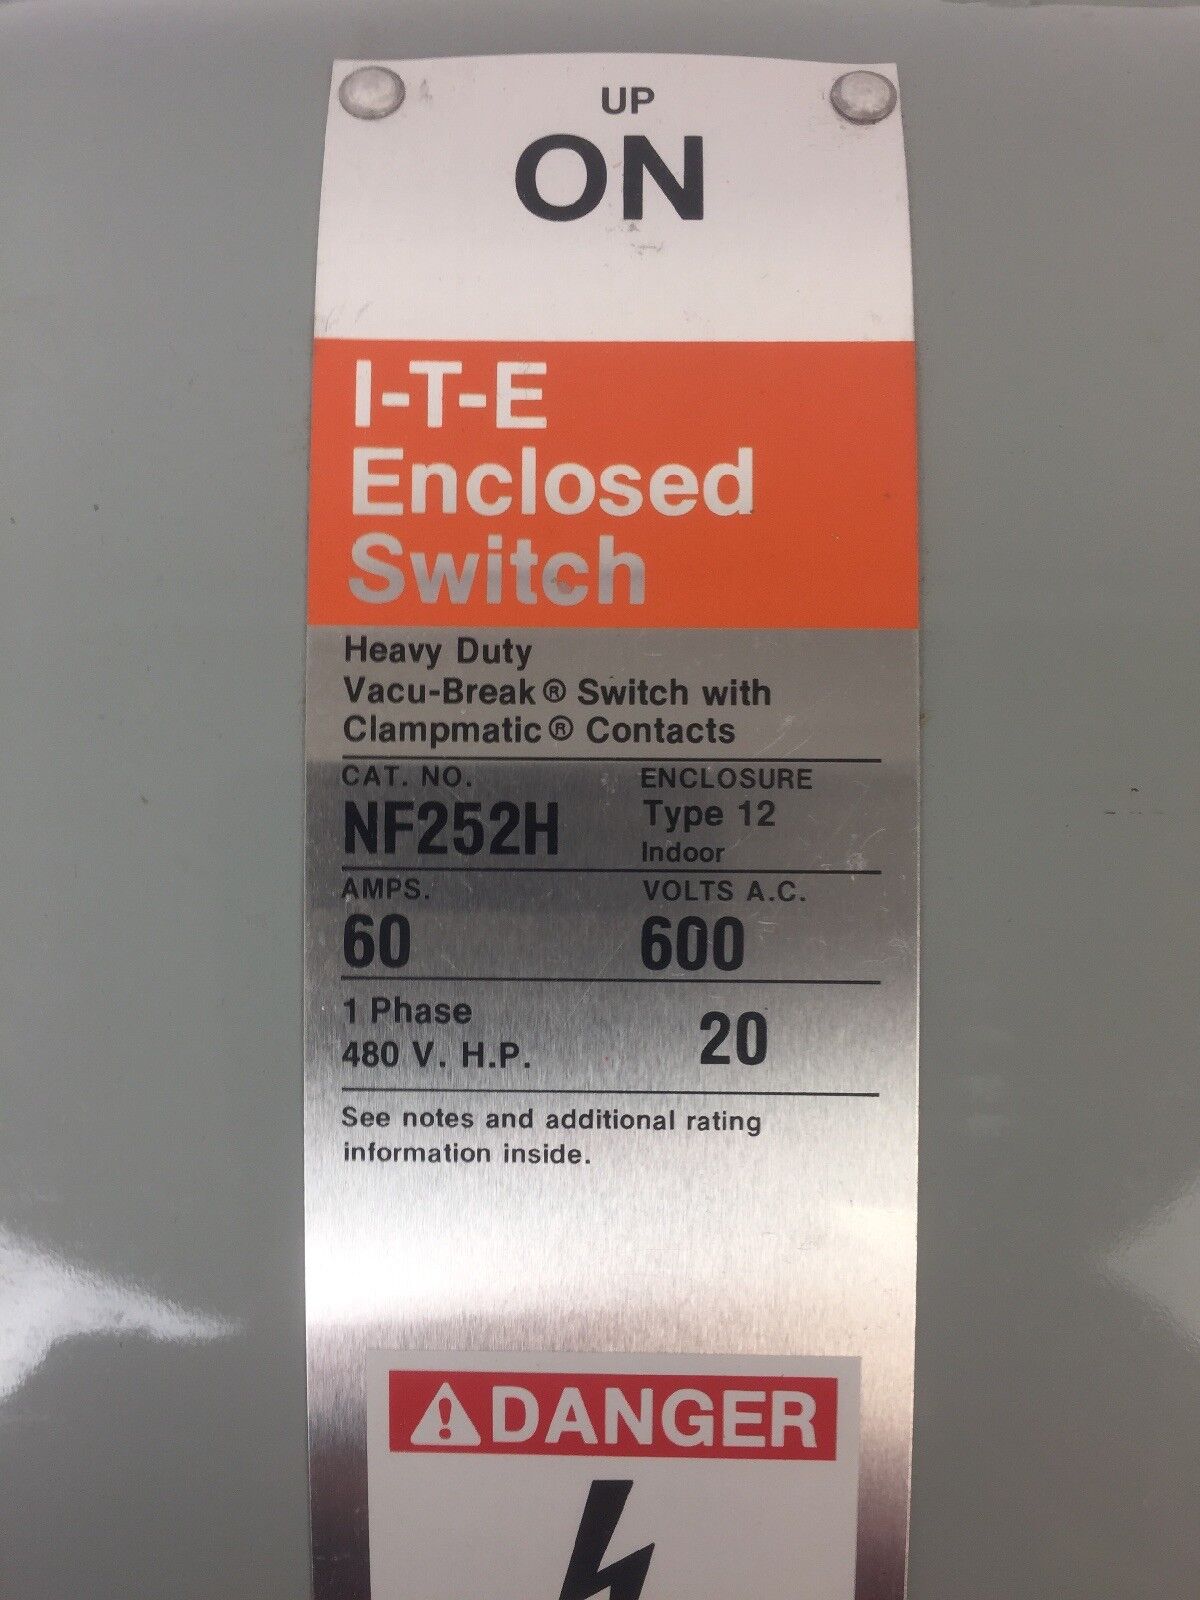 UP
ON
I-T-E
Enclosed
Switch
Heavy Duty
Vacu-Break® Switch with
Clampmatic® Contacts
CAT. NO. ENCLOSURE
NF252H Type 12
Indoor
AMPS. VOLTS A.C.
60 600
1 Phase
480 V. H.P. 20
See notes and additional rating
information inside.
DANGER